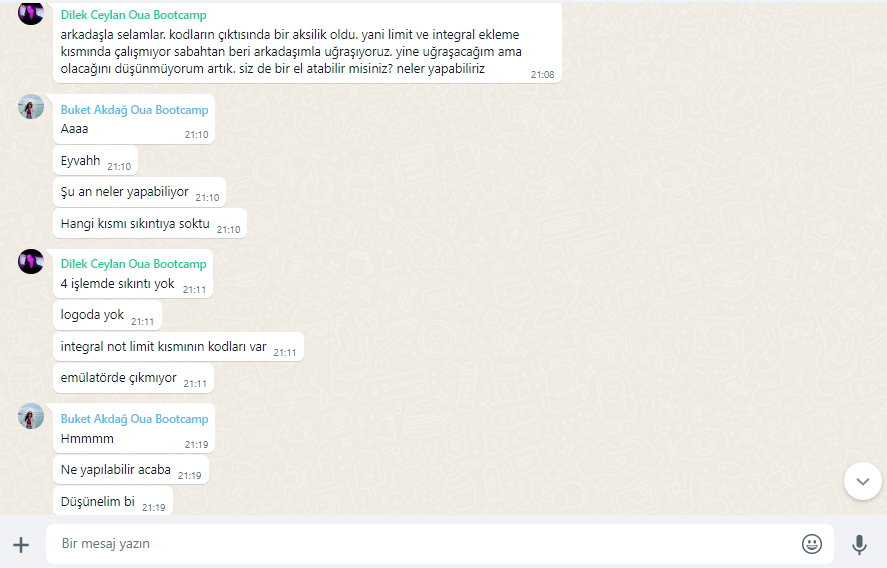 Dilek Ceylan Oua Bootcamp
arkadaşla selamlar. kodların çıktısında bir aksilik oldu. yani limit ve integral ekleme
kısmında çalışmıyor sabahtan beri arkadaşımla uğraşıyoruz. yine uğraşacağım ama
olacağını düşünmüyorum artık. siz de bir el atabilir misiniz? neler yapabiliriz
21:08
Buket Akdağ Oua Bootcamp
Aaaa 21:10
Eyvahh 21:10
Şu an neler yapabiliyor 21:10
Hangi kısmı sıkıntıya soktu 21:10
Dilek Ceylan Oua Bootcamp
4 işlemde sıkıntı yok 21:11
logoda yok 21:11
integral not limit kısmının kodları var 21:11
emülatörde çıkmıyor 21:11
Buket Akdağ Oua Bootcamp
Hmmmm 21:19
Ne yapılabilir acaba 21:19
Düşünelim bi 21:19
Bir mesaj yazın